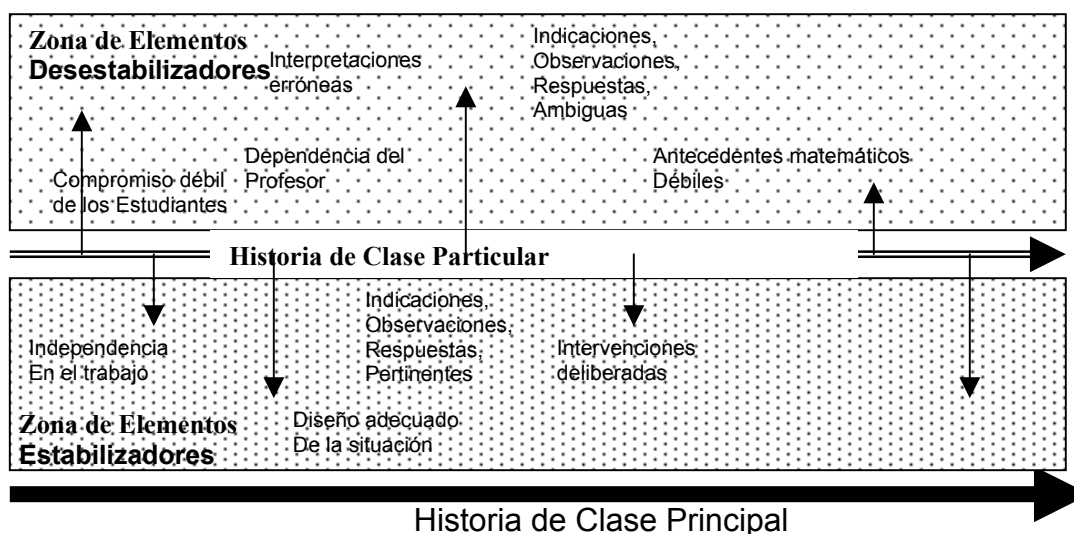 Zona de Elementos
Desestabilizadores
Interpretaciones
erróneas
Indicaciones,
Observaciones,
Respuestas,
Ambiguas
Compromiso débil
de los Estudiantes
Dependencia del
Profesor
Antecedentes matemáticos
Débiles
Historia de Clase Particular
Independencia
En el trabajo
Indicaciones,
Observaciones,
Respuestas,
Pertinentes
Intervenciones
deliberadas
Diseño adecuado
De la situación
Zona de Elementos
Estabilizadores
Historia de Clase Principal